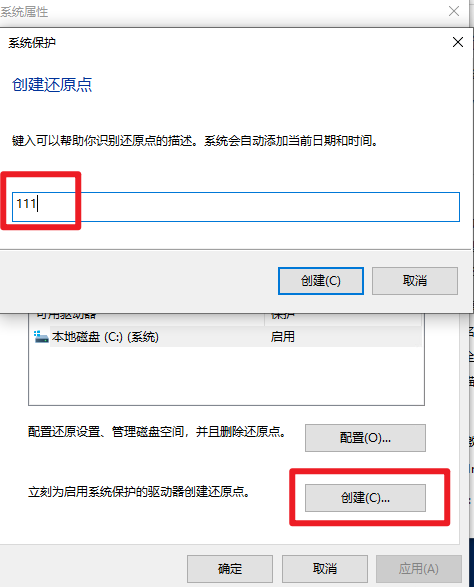 系统属性
系统保护
创建还原点
键入可以帮助你识别还原点的描述。系统会自动添加当前日期和时间。
111
创建(C)
取消
可用驱动器
保护
本地磁盘 (C:) (系统)
启用
配置还原设置、管理磁盘空间，并且删除还原点。
配置(O)...
立刻为启用系统保护的驱动器创建还原点。
创建(C)...
确定
取消
应用(A)